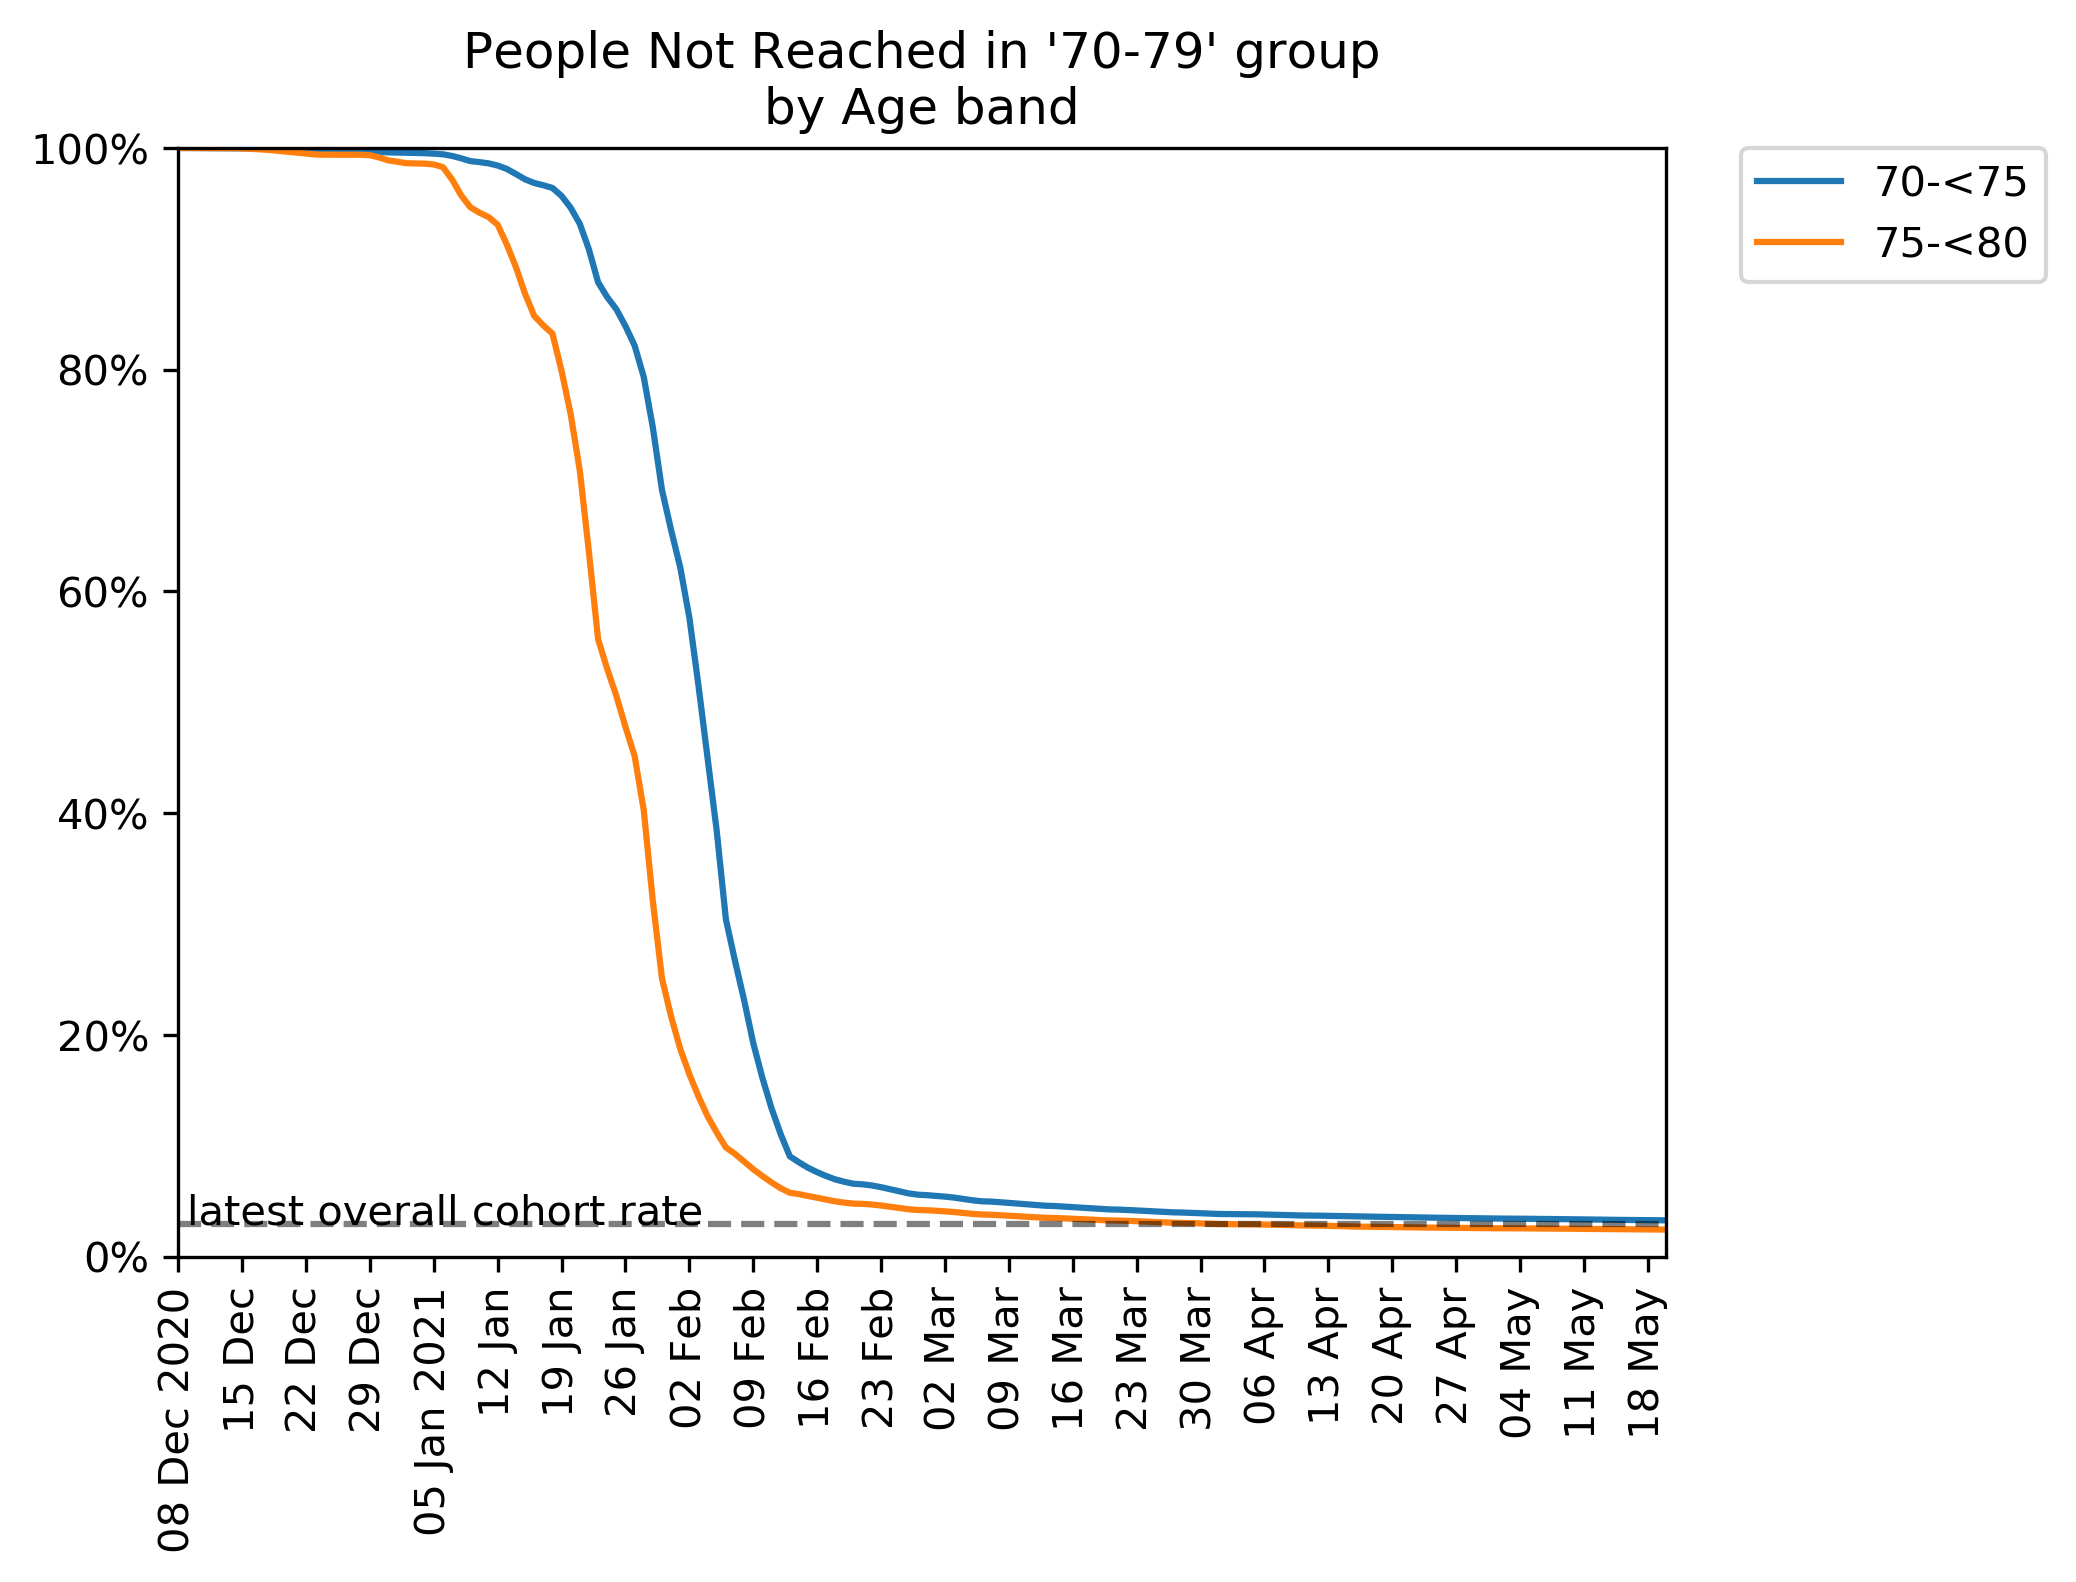 People Not Reached in '70-79' group
by Age band
100%
80%
60%
40%
20%
0%
70-<75
75-<80
latest overall cohort rate
08 Dec 2020
15 Dec
22 Dec
29 Dec
05 Jan 2021
12 Jan
19 Jan
26 Jan
02 Feb
09 Feb
16 Feb
23 Feb
02 Mar
09 Mar
16 Mar
23 Mar
30 Mar
06 Apr
13 Apr
20 Apr
27 Apr
04 May
11 May
18 May